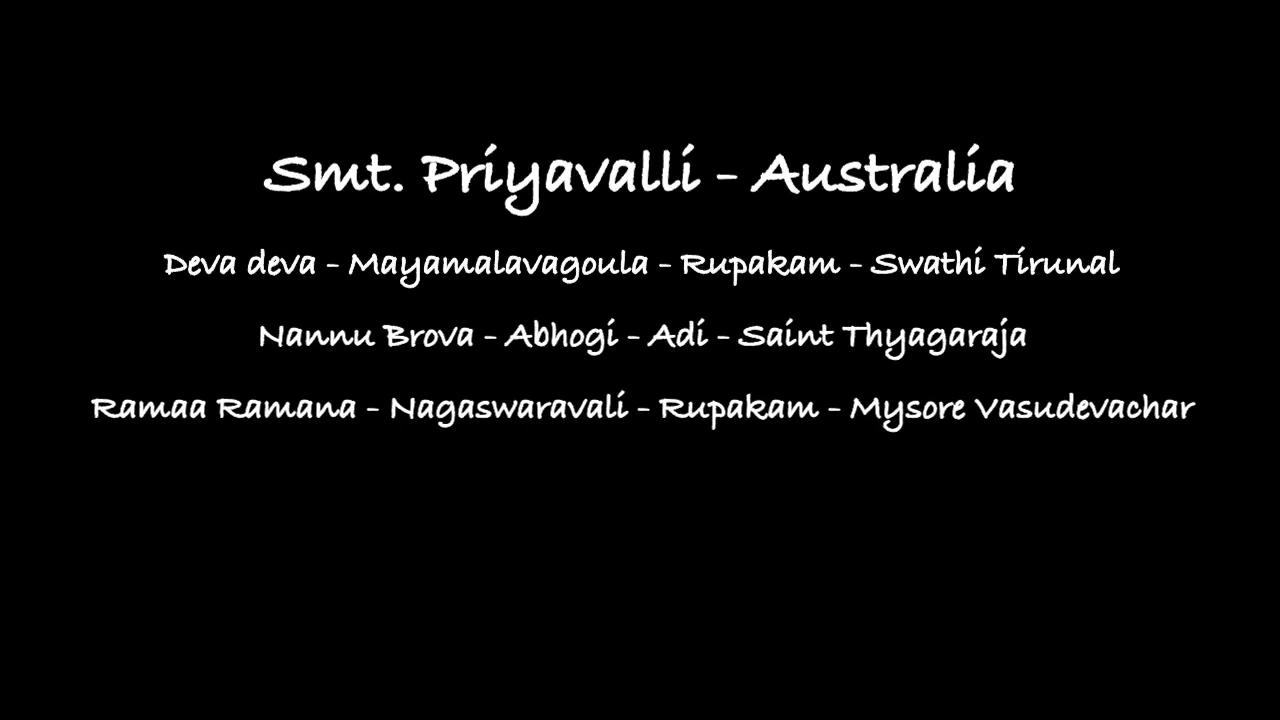 Smt. Priyavalli - Australia
Deva deva - Mayamalavagoula - Rupakam - Swathi Tirunal
Nannu Brova - Abhogi - Adi - Saint Thyagaraja
Ramaa Ramana - Nagaswaravali - Rupakam - Mysore Vasudevachar